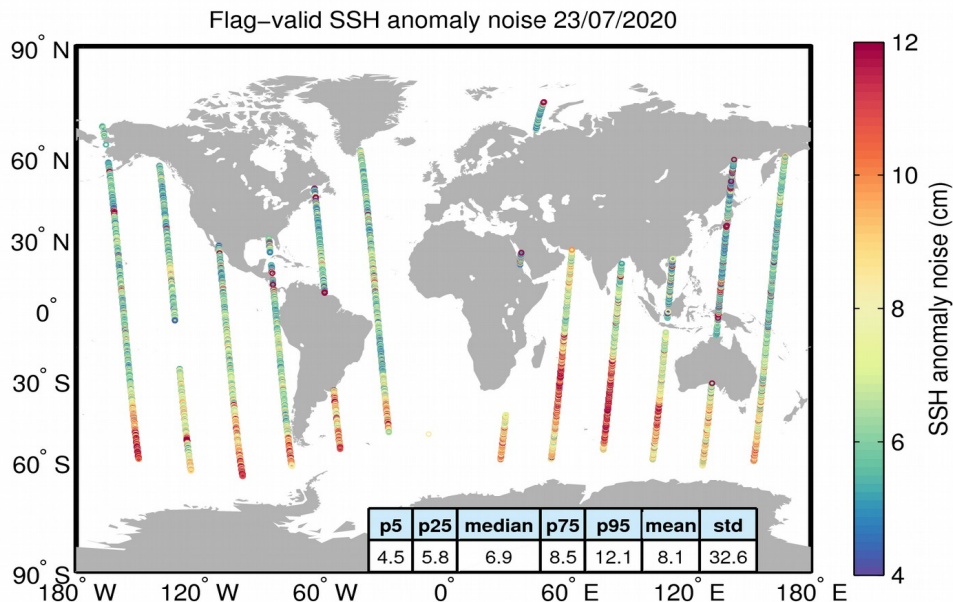 Flag-valid SSH anomaly noise 23/07/2020
90° N
60° N
30° N
0°
30° S
60° S
90° S
180° W
120° W
60° W
0°
60° E
120° E
180° E
p5 p25 median p75 p95 mean std
4.5 5.8 6.9 8.5 12.1 8.1 32.6
12
10
8
6
4
SSH anomaly noise (cm)